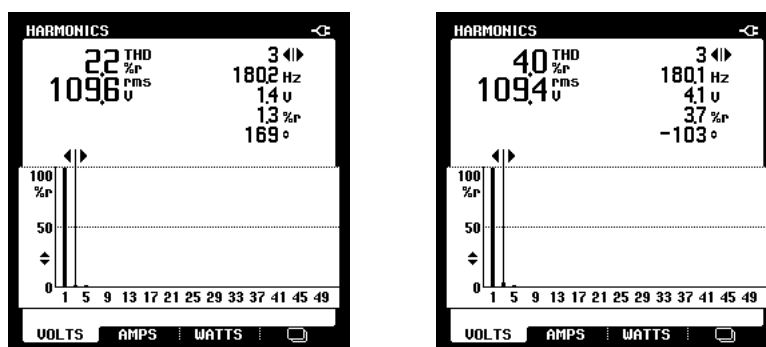 HARMONICS
2.2 THD %r
109.6 rms V
3
180.2 Hz
1.4 V
1.3 %r
169 °
100
%r
50
0
1 5 9 13 17 21 25 29 33 37 41 45 49
VOLTS AMPS WATTS
HARMONICS
4.0 THD %r
109.4 rms V
3
180.1 Hz
4.1 V
3.7 %r
-103 °
100
%r
50
0
1 5 9 13 17 21 25 29 33 37 41 45 49
VOLTS AMPS WATTS